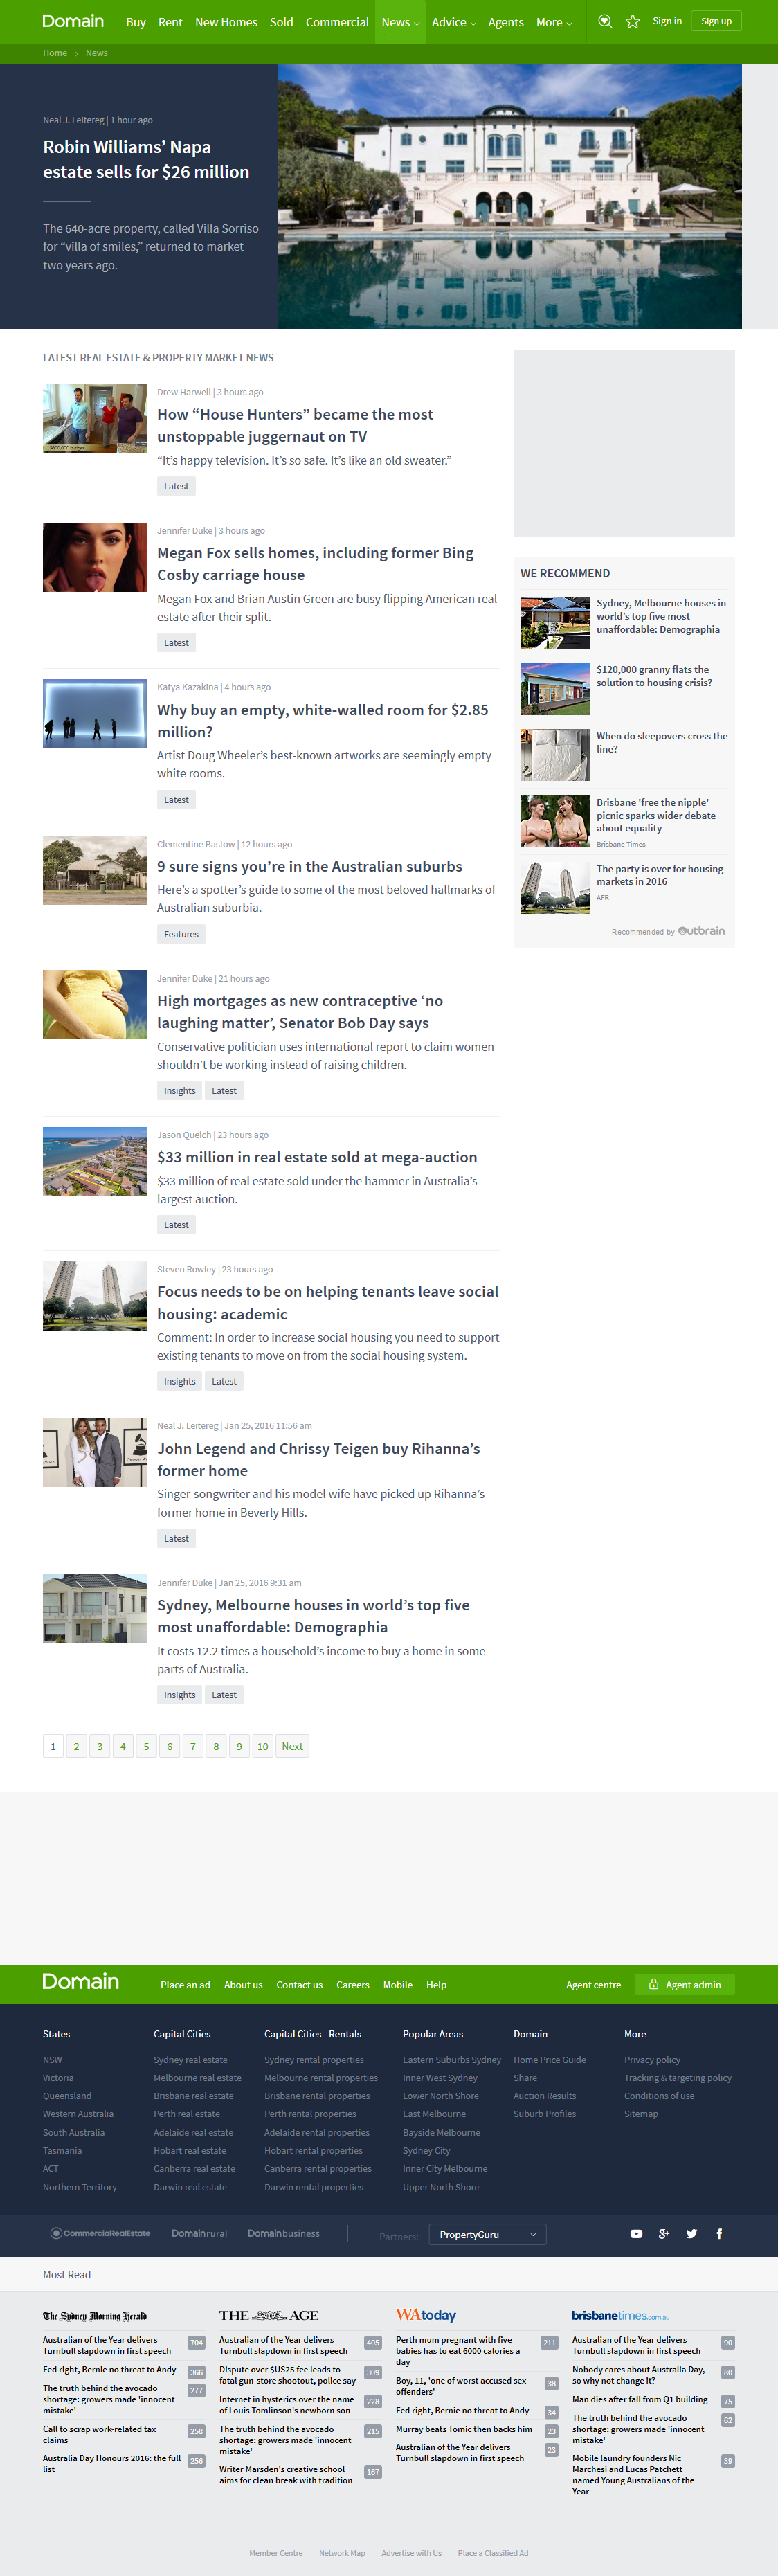 Domain Buy Rent New Homes Sold Commercial News Advice Agents More Sign in Sign up
Home News
Neal J. Leitereg | 1 hour ago
Robin Williams’ Napa
estate sells for $26 million
The 640-acre property, called Villa Sorriso
for “villa of smiles,” returned to market
two years ago.
LATEST REAL ESTATE & PROPERTY MARKET NEWS
Drew Harwell | 3 hours ago
How “House Hunters” became the most
unstoppable juggernaut on TV
“It’s happy television. It’s so safe. It’s like an old sweater.”
Latest
Jennifer Duke | 3 hours ago
Megan Fox sells homes, including former Bing
Cosby carriage house
Megan Fox and Brian Austin Green are busy flipping American real
estate after their split.
Latest
Katya Kazakina | 4 hours ago
Why buy an empty, white-walled room for $2.85
million?
Artist Doug Wheeler’s best-known artworks are seemingly empty
white rooms.
Latest
Clementine Bastow | 12 hours ago
9 sure signs you’re in the Australian suburbs
Here’s a spotter’s guide to some of the most beloved hallmarks of
Australian suburbia.
Features
Jennifer Duke | 21 hours ago
High mortgages as new contraceptive ‘no
laughing matter’, Senator Bob Day says
Conservative politician uses international report to claim women
shouldn’t be working instead of raising children.
Insights Latest
Jason Quelch | 23 hours ago
$33 million in real estate sold at mega-auction
$33 million of real estate sold under the hammer in Australia’s
largest auction.
Latest
Steven Rowley | 23 hours ago
Focus needs to be on helping tenants leave social
housing: academic
Comment: In order to increase social housing you need to support
existing tenants to move on from the social housing system.
Insights Latest
Neal J. Leitereg | Jan 25, 2016 11:56 am
John Legend and Chrissy Teigen buy Rihanna’s
former home
Singer-songwriter and his model wife have picked up Rihanna’s
former home in Beverly Hills.
Latest
Jennifer Duke | Jan 25, 2016 9:31 am
Sydney, Melbourne houses in world’s top five
most unaffordable: Demographia
It costs 12.2 times a household’s income to buy a home in some
parts of Australia.
Insights Latest
1 2 3 4 5 6 7 8 9 10 Next
WE RECOMMEND
Sydney, Melbourne houses in
world’s top five most
unaffordable: Demographia
$120,000 granny flats the
solution to housing crisis?
When do sleepovers cross the
line?
Brisbane 'free the nipple'
picnic sparks wider debate
about equality
Brisbane Times
The party is over for housing
markets in 2016
AFR
Recommended by Outbrain
Domain Place an ad About us Contact us Careers Mobile Help Agent centre Agent admin
States
NSW
Victoria
Queensland
Western Australia
South Australia
Tasmania
ACT
Northern Territory
Capital Cities
Sydney real estate
Melbourne real estate
Brisbane real estate
Perth real estate
Adelaide real estate
Hobart real estate
Canberra real estate
Darwin real estate
Capital Cities - Rentals
Sydney rental properties
Melbourne rental properties
Brisbane rental properties
Perth rental properties
Adelaide rental properties
Hobart rental properties
Canberra rental properties
Darwin rental properties
Popular Areas
Eastern Suburbs Sydney
Inner West Sydney
Lower North Shore
East Melbourne
Bayside Melbourne
Sydney City
Inner City Melbourne
Upper North Shore
Domain
Home Price Guide
Share
Auction Results
Suburb Profiles
More
Privacy policy
Tracking & targeting policy
Conditions of use
Sitemap
CommercialRealEstate Domainrural Domainbusiness Partners: PropertyGuru
Most Read
The Sydney Morning Herald
Australian of the Year delivers 704
Turnbull slapdown in first speech
Fed right, Bernie no threat to Andy 366
The truth behind the avocado 277
shortage: growers made 'innocent
mistake'
Call to scrap work-related tax 258
claims
Australia Day Honours 2016: the full 256
list
THE AGE
Australian of the Year delivers 405
Turnbull slapdown in first speech
Dispute over $US25 fee leads to 309
fatal gun-store shootout, police say
Internet in hysterics over the name 228
of Louis Tomlinson's newborn son
The truth behind the avocado 215
shortage: growers made 'innocent
mistake'
Writer Marsden's creative school 167
aims for clean break with tradition
WAtoday
Perth mum pregnant with five 211
babies has to eat 6000 calories a
day
Boy, 11, 'one of worst accused sex 38
offenders'
Fed right, Bernie no threat to Andy 34
Murray beats Tomic then backs him 23
Australian of the Year delivers 23
Turnbull slapdown in first speech
brisbanetimes.com.au
Australian of the Year delivers 90
Turnbull slapdown in first speech
Nobody cares about Australia Day, 80
so why not change it?
Man dies after fall from Q1 building 75
The truth behind the avocado 62
shortage: growers made 'innocent
mistake'
Mobile laundry founders Nic 39
Marchesi and Lucas Patchett
named Young Australians of the
Year
Member Centre Network Map Advertise with Us Place a Classified Ad